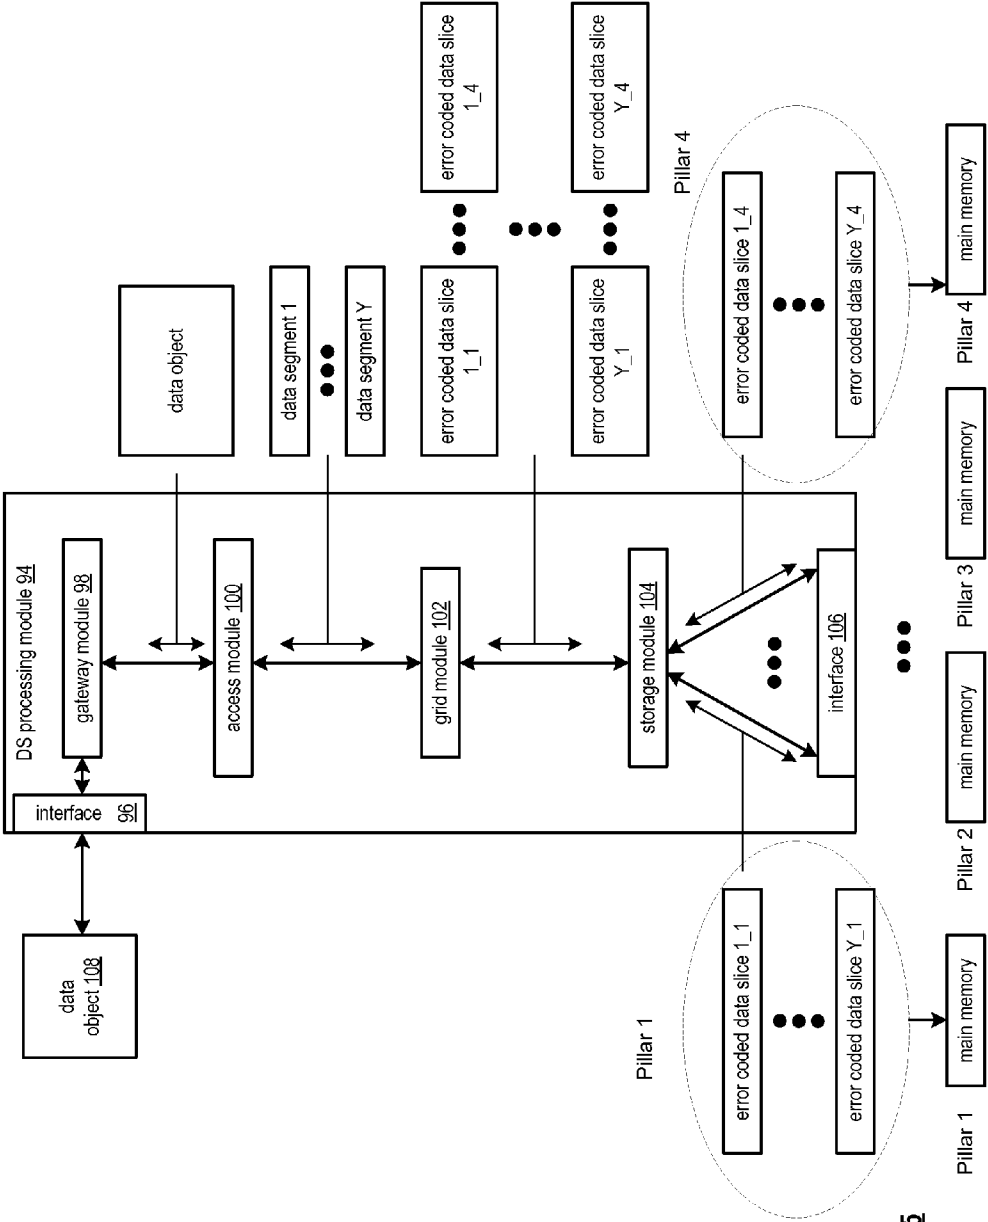 data
object 108
interface 96
DS processing module 94
gateway module 98
access module 100
grid module 102
storage module 104
interface 106
data object
data segment 1
data segment Y
error coded data slice
1_1
error coded data slice
1_4
error coded data slice
Y_1
error coded data slice
Y_4
Pillar 1
error coded data slice 1_1
error coded data slice Y_1
Pillar 4
error coded data slice 1_4
error coded data slice Y_4
Pillar 1
main memory
Pillar 2
main memory
Pillar 3
main memory
Pillar 4
main memory